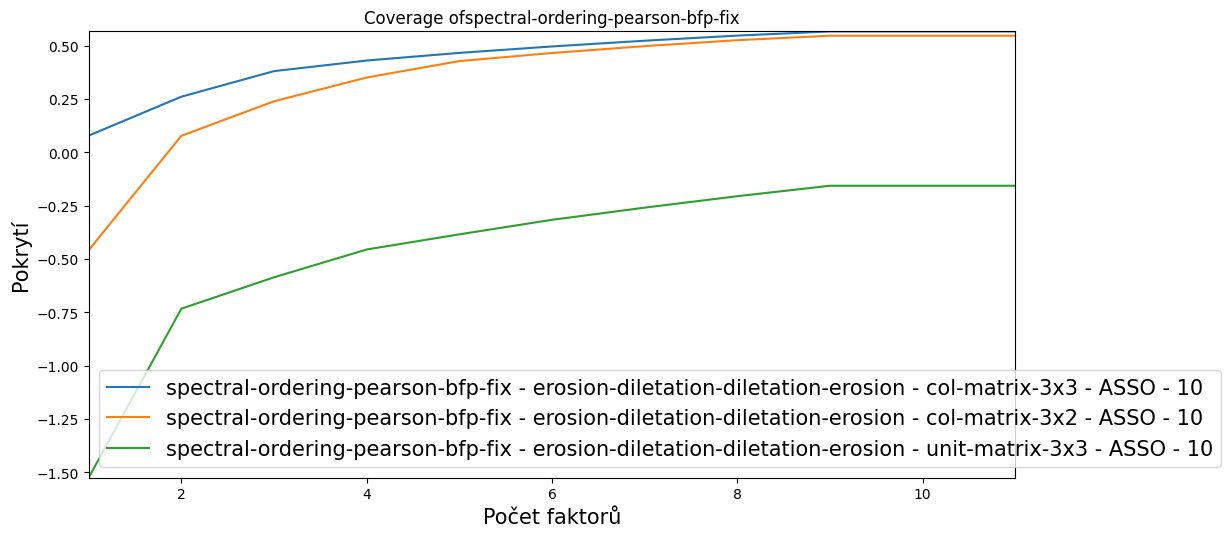 Coverage ofspectral-ordering-pearson-bfp-fix
Pokrytí
0.50
0.25
0.00
−0.25
−0.50
−0.75
−1.00
−1.25
−1.50
spectral-ordering-pearson-bfp-fix - erosion-diletation-diletation-erosion - col-matrix-3x3 - ASSO - 10
spectral-ordering-pearson-bfp-fix - erosion-diletation-diletation-erosion - col-matrix-3x2 - ASSO - 10
spectral-ordering-pearson-bfp-fix - erosion-diletation-diletation-erosion - unit-matrix-3x3 - ASSO - 10
2 4 6 8 10
Počet faktorů